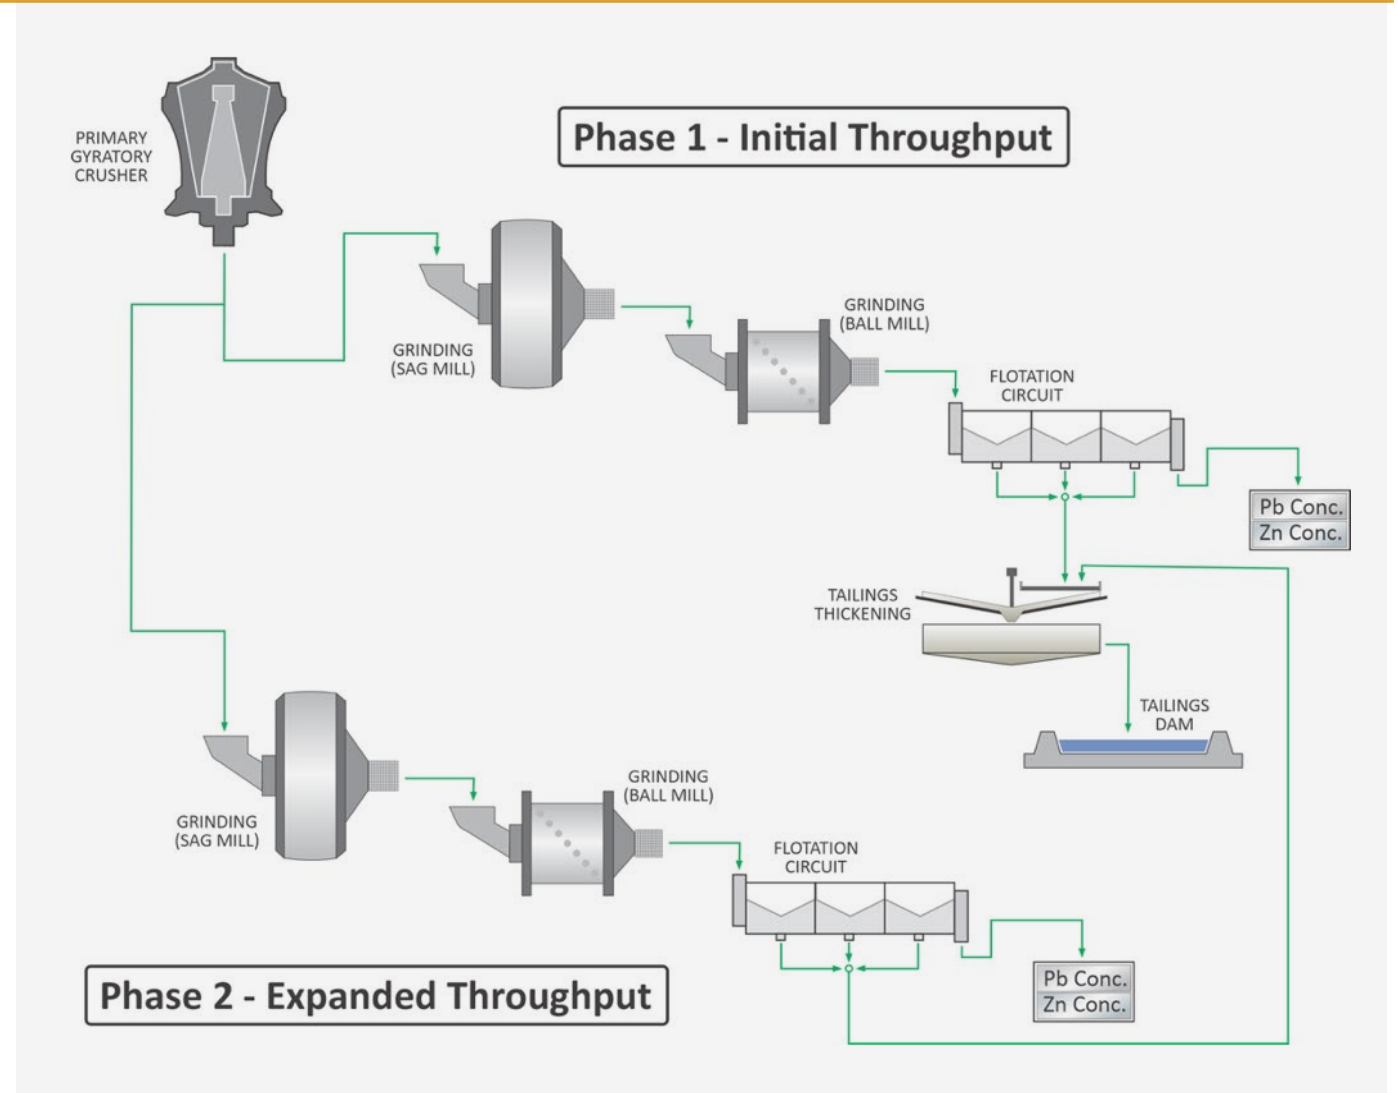 PRIMARY
GYRATORY
CRUSHER
Phase 1 - Initial Throughput
GRINDING
(SAG MILL)
GRINDING
(BALL MILL)
FLOTATION
CIRCUIT
Pb Conc.
Zn Conc.
TAILINGS
THICKENING
TAILINGS
DAM
GRINDING
(SAG MILL)
GRINDING
(BALL MILL)
FLOTATION
CIRCUIT
Pb Conc.
Zn Conc.
Phase 2 - Expanded Throughput